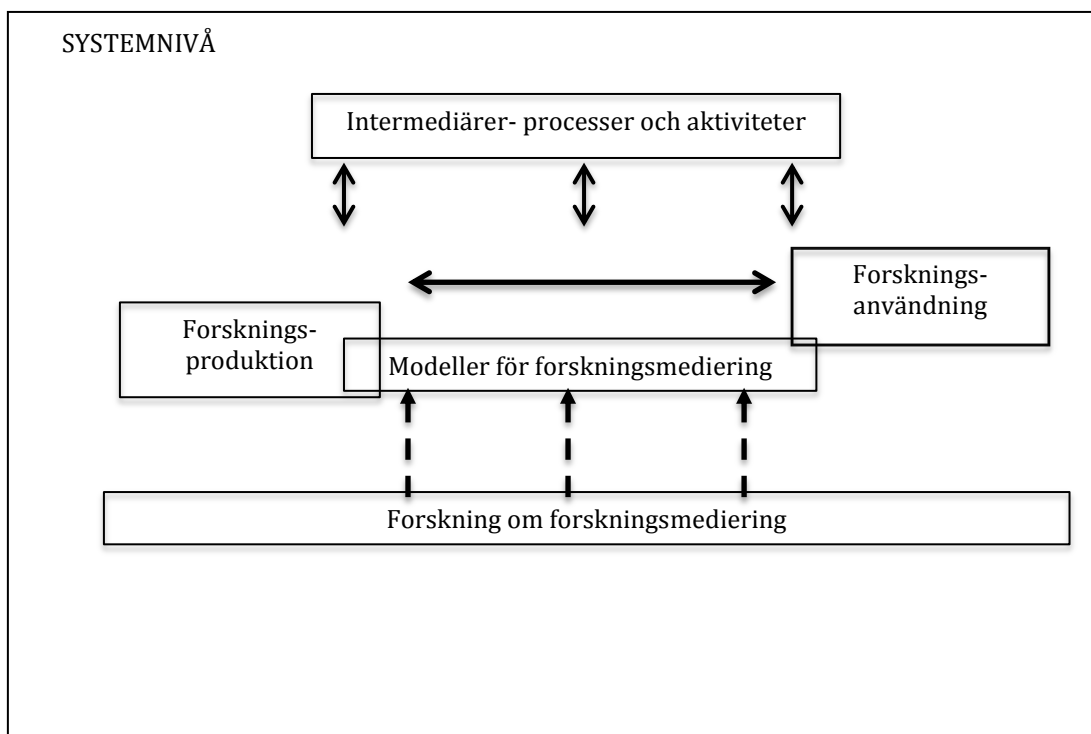 SYSTEMNIVÅ
Intermediärer- processer och aktiviteter
Forsknings-
användning
Forsknings-
produktion
Modeller för forskningsmediering
Forskning om forskningsmediering